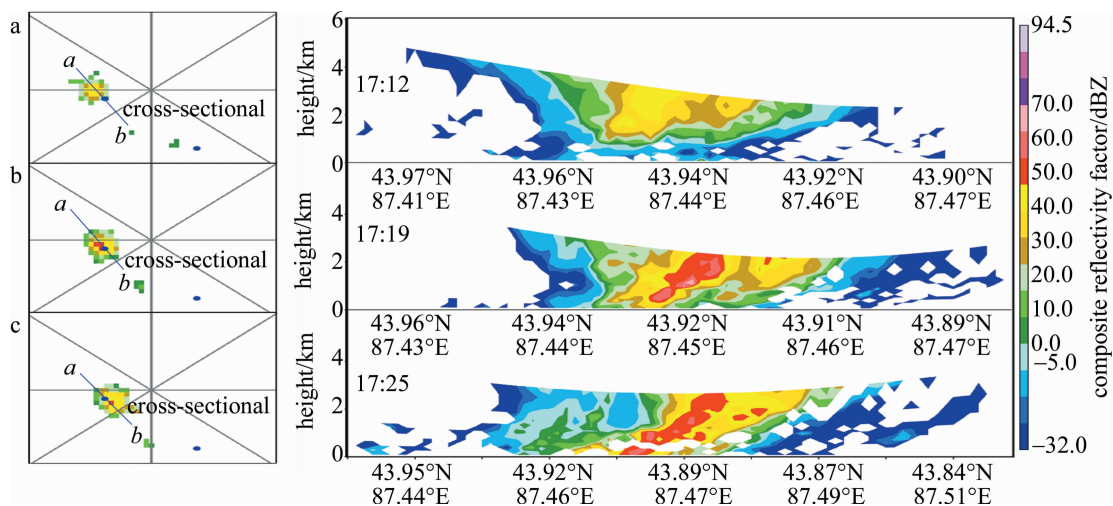 a
a
cross-sectional
b
b
a
cross-sectional
b
c
a
cross-sectional
b
6
4
2
0
height/km
17:12
43.97°N 43.96°N 43.94°N 43.92°N 43.90°N
87.41°E 87.43°E 87.44°E 87.46°E 87.47°E
4
2
0
height/km
17:19
43.96°N 43.94°N 43.92°N 43.91°N 43.89°N
87.43°E 87.44°E 87.45°E 87.46°E 87.47°E
4
2
0
height/km
17:25
43.95°N 43.92°N 43.89°N 43.87°N 43.84°N
87.44°E 87.46°E 87.47°E 87.49°E 87.51°E
94.5
70.0
60.0
50.0
40.0
30.0
20.0
10.0
0.0
−5.0
−32.0
composite reflectivity factor/dBZ